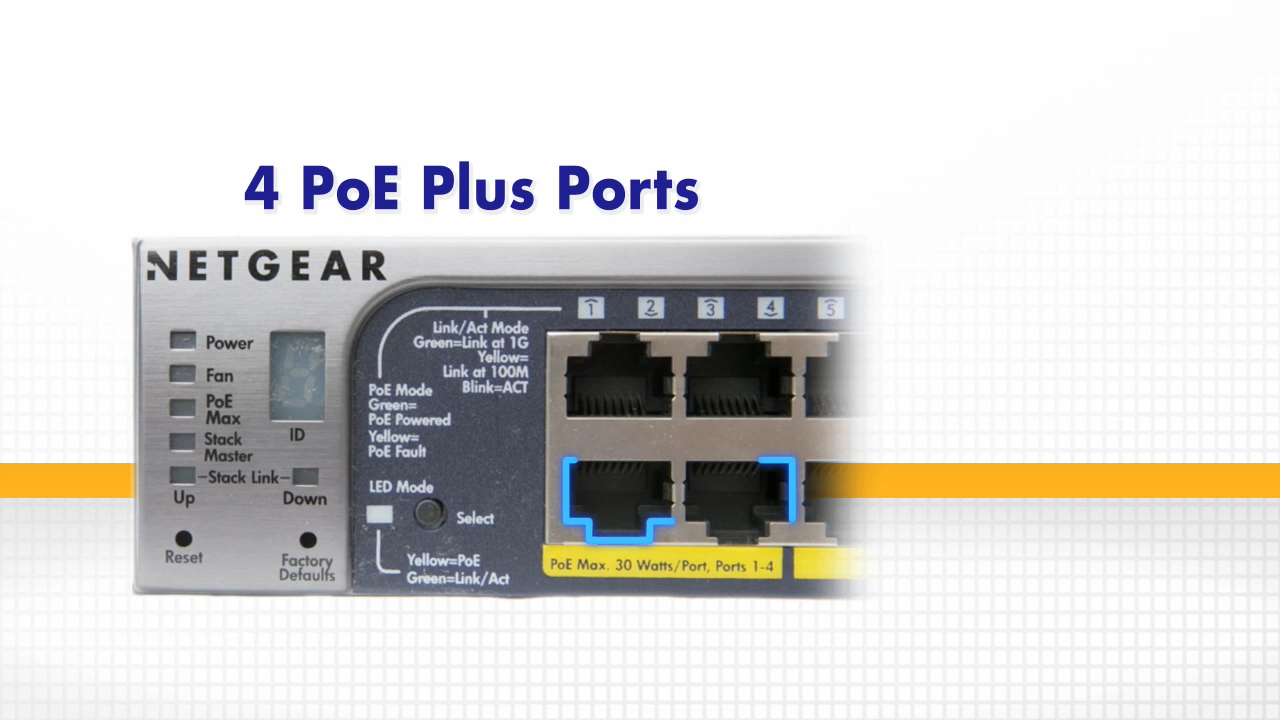 4 PoE Plus Ports
NETGEAR
1 2 3 4 5
Link/Act Mode
Green=Link at 1G
Yellow=
Link at 100M
Blink=ACT
PoE Mode
Green=
PoE Powered
Yellow=
PoE Fault
LED Mode
Select
Yellow=PoE
Green=Link/Act
Power
Fan
PoE
Max
Stack
Master
Stack Link
Up
Down
ID
Reset
Factory
Defaults
PoE Max. 30 Watts/Port, Ports 1-4